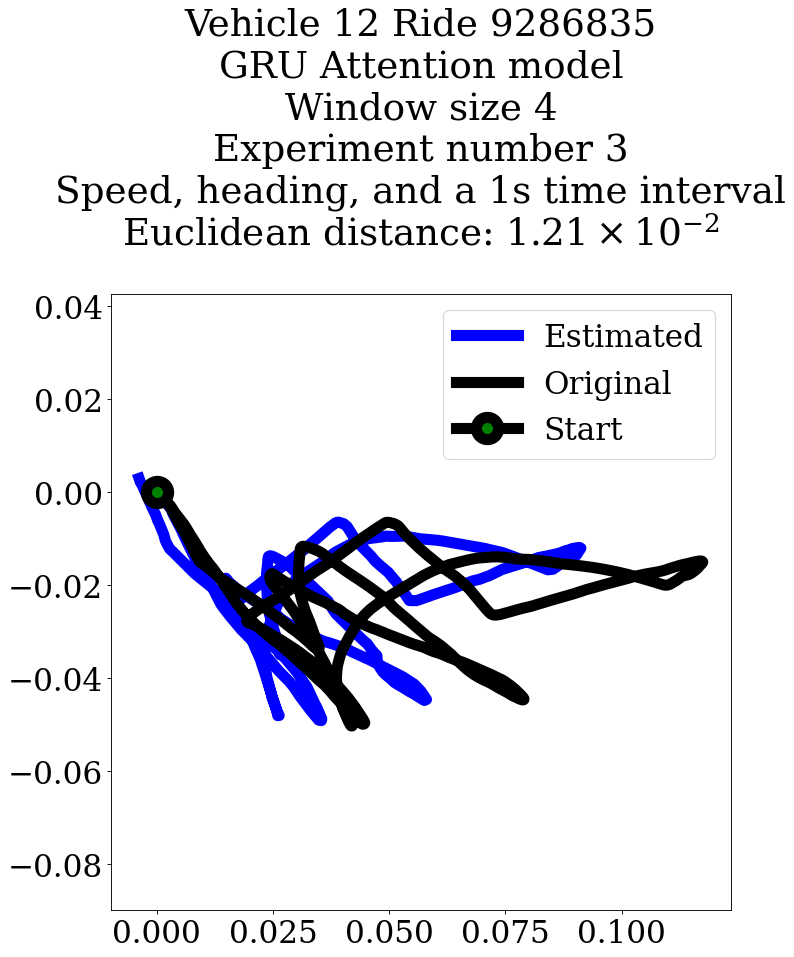 Vehicle 12 Ride 9286835
GRU Attention model
Window size 4
Experiment number 3
Speed, heading, and a 1s time interval
Euclidean distance: 1.21 × 10⁻²
Estimated
Original
Start
0.04
0.02
0.00
−0.02
−0.04
−0.06
−0.08
0.000 0.025 0.050 0.075 0.100